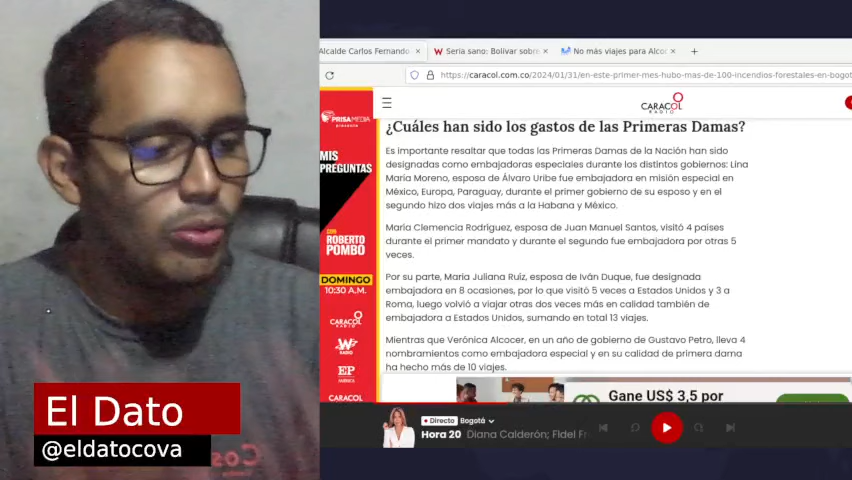 Alcalde Carlos Fernando
Sería sano: Bolívar sobre
No más viajes para Alcoc
https://caracol.com.co/2024/01/31/en-este-primer-mes-hubo-mas-de-100-incendios-forestales-en-bogot
CARACOL
RADIO
PRISA MEDIA
presenta
MIS
PREGUNTAS
CON
ROBERTO
POMBO
DOMINGO
10:30 A.M.
CARACOL
RADIO
W
RADIO
EP
AMÉRICA
CARACOL
¿Cuáles han sido los gastos de las Primeras Damas?
Es importante resaltar que todas las Primeras Damas de la Nación han sido
designadas como embajadoras especiales durante los distintos gobiernos: Lina
María Moreno, esposa de Álvaro Uribe fue embajadora en misión especial en
México, Europa, Paraguay, durante el primer gobierno de su esposo y en el
segundo hizo dos viajes más a la Habana y México.
María Clemencia Rodríguez, esposa de Juan Manuel Santos, visitó 4 países
durante el primer mandato y durante el segundo fue embajadora por otras 5
veces.
Por su parte, Maria Juliana Ruiz, esposa de Iván Duque, fue designada
embajadora en 8 ocasiones, por lo que visitó 5 veces a Estados Unidos y 3 a
Roma, luego volvió a viajar otras dos veces más en calidad también de
embajadora a Estados Unidos, sumando en total 13 viajes.
Mientras que Verónica Alcocer, en un año de gobierno de Gustavo Petro, lleva 4
nombramientos como embajadora especial y en su calidad de primera dama
ha hecho más de 10 viajes.
Gane US$ 3,5 por
Directo Bogotá
Hora 20 Diana Calderón; Fidel Fr
El Dato
@eldatocova